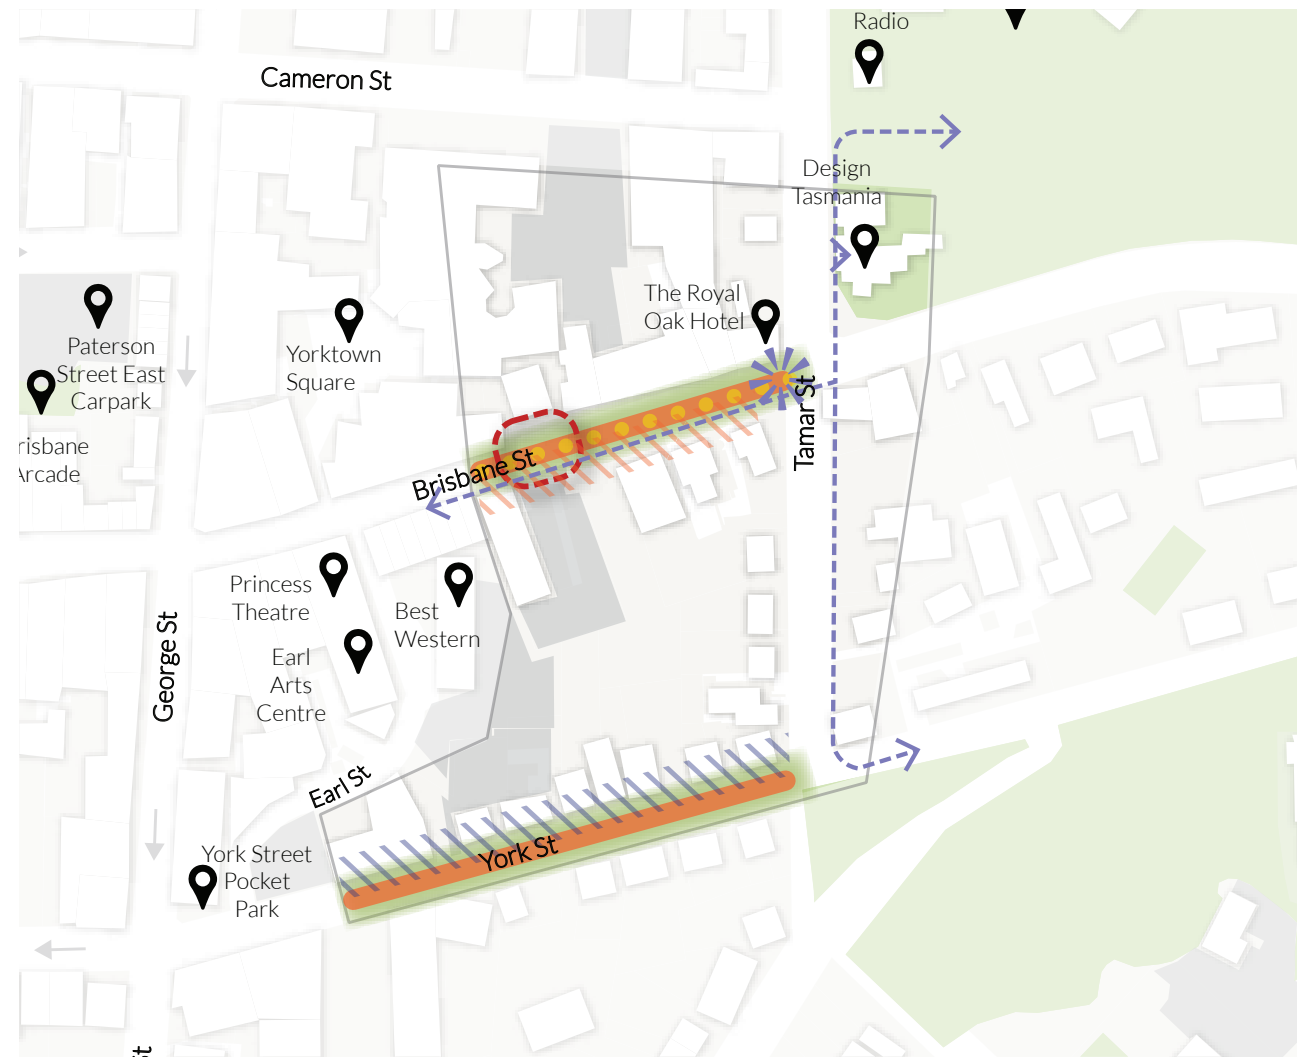 Radio
Cameron St
Design
Tasmania
The Royal
Oak Hotel
Paterson
Street East
Carpark
Yorktown
Square
Tamar St
risbane
Arcade
Brisbane St
Princess
Theatre
Best
Western
George St
Earl
Arts
Centre
Earl St
York St
York Street
Pocket
Park
St